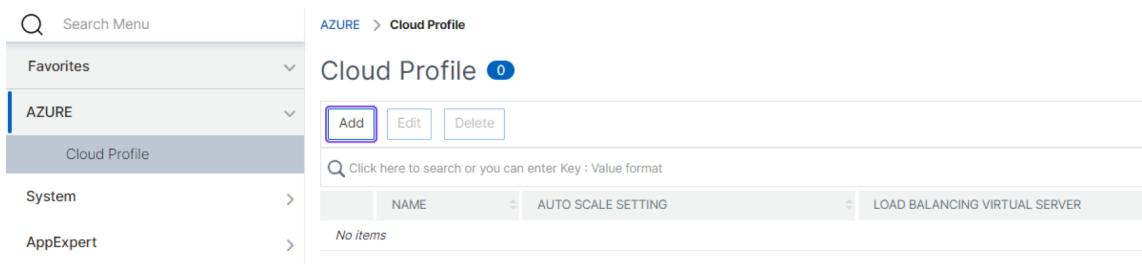 Search Menu
AZURE > Cloud Profile
Favorites
Cloud Profile 0
AZURE
Add Edit Delete
Cloud Profile
Click here to search or you can enter Key : Value format
System
NAME AUTO SCALE SETTING LOAD BALANCING VIRTUAL SERVER
No items
AppExpert